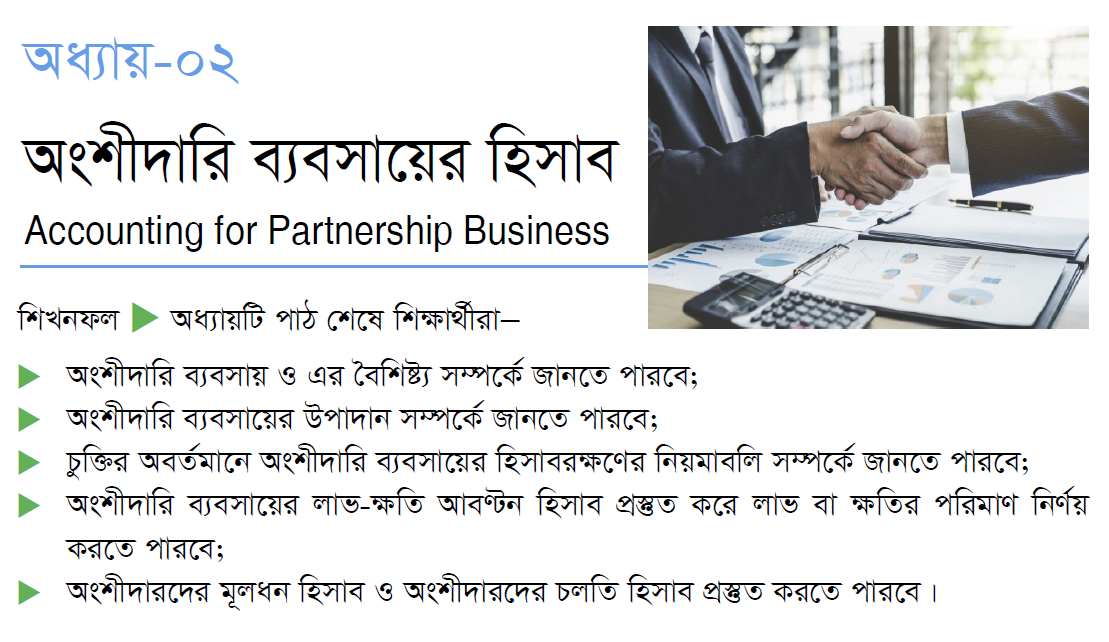 অধ্যায়-০২
অংশীদারি ব্যবসায়ের হিসাব
Accounting for Partnership Business
শিখনফল ▶ অধ্যায়টি পাঠ শেষে শিক্ষার্থীরা–
▶ অংশীদারি ব্যবসায় ও এর বৈশিষ্ট্য সম্পর্কে জানতে পারবে;
▶ অংশীদারি ব্যবসায়ের উপাদান সম্পর্কে জানতে পারবে;
▶ চুক্তির অবর্তমানে অংশীদারি ব্যবসায়ের হিসাবরক্ষণের নিয়মাবলি সম্পর্কে জানতে পারবে;
▶ অংশীদারি ব্যবসায়ের লাভ-ক্ষতি আবণ্টন হিসাব প্রস্তুত করে লাভ বা ক্ষতির পরিমাণ নির্ণয়
করতে পারবে;
▶ অংশীদারদের মূলধন হিসাব ও অংশীদারদের চলতি হিসাব প্রস্তুত করতে পারবে।